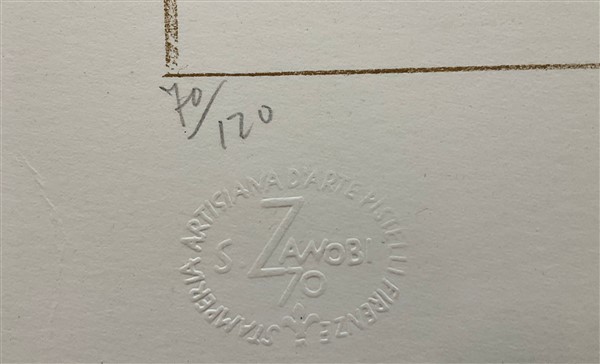 70/120
STAMPERIA ARTISIANA D'ARTE PISTELLI FIRENZE
S. ZANOBI
70